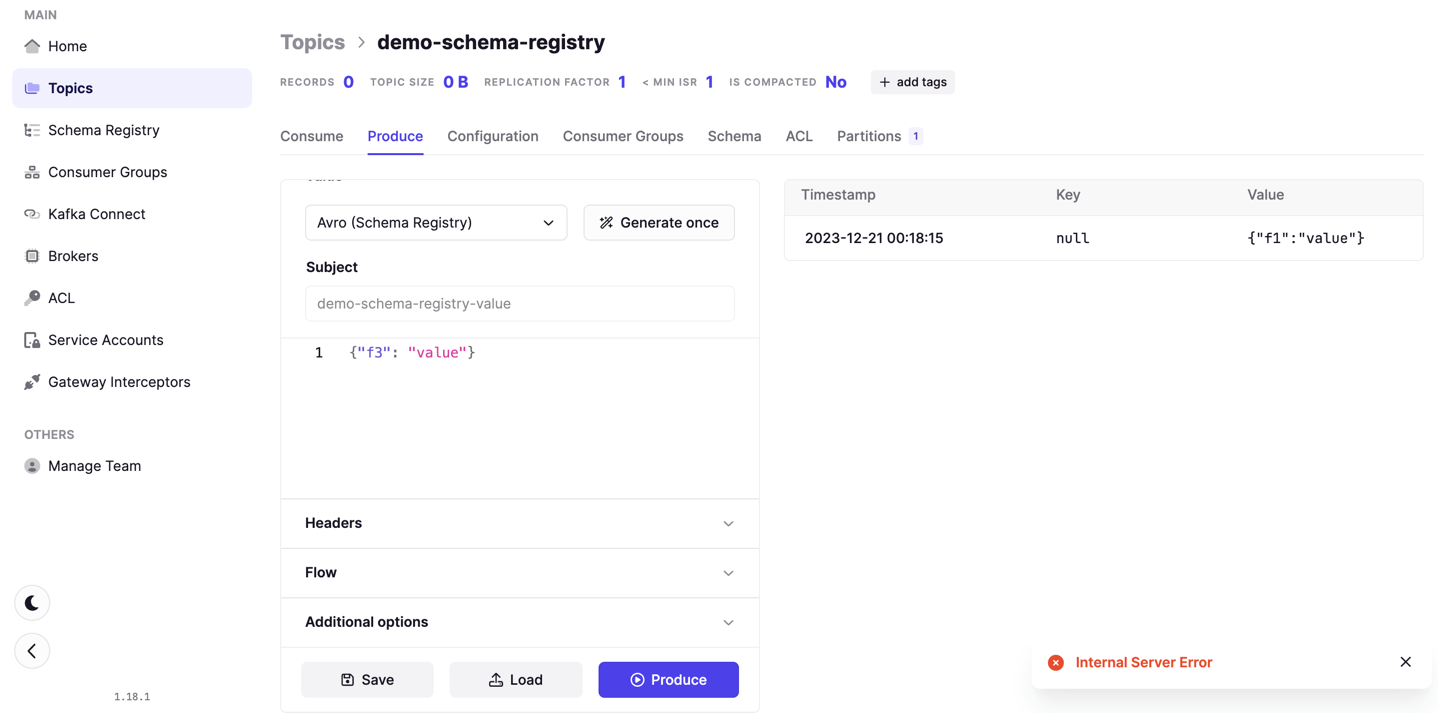 MAIN
Home
Topics
Schema Registry
Consumer Groups
Kafka Connect
Brokers
ACL
Service Accounts
Gateway Interceptors
OTHERS
Manage Team
1.18.1
Topics > demo-schema-registry
RECORDS 0 TOPIC SIZE 0 B REPLICATION FACTOR 1 < MIN ISR 1 IS COMPACTED No + add tags
Consume Produce Configuration Consumer Groups Schema ACL Partitions 1
Avro (Schema Registry) Generate once
Subject
demo-schema-registry-value
1 {"f3": "value"}
Headers
Flow
Additional options
Save Load Produce
Timestamp Key Value
2023-12-21 00:18:15 null {"f1":"value"}
Internal Server Error